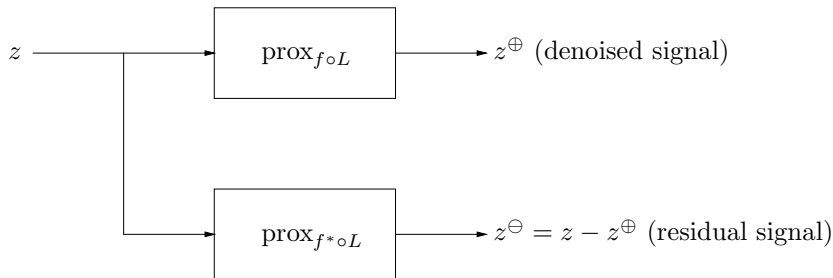 z prox_{f∘L} z^⊕ (denoised signal)
prox_{f*∘L} z^⊖ = z − z^⊕ (residual signal)